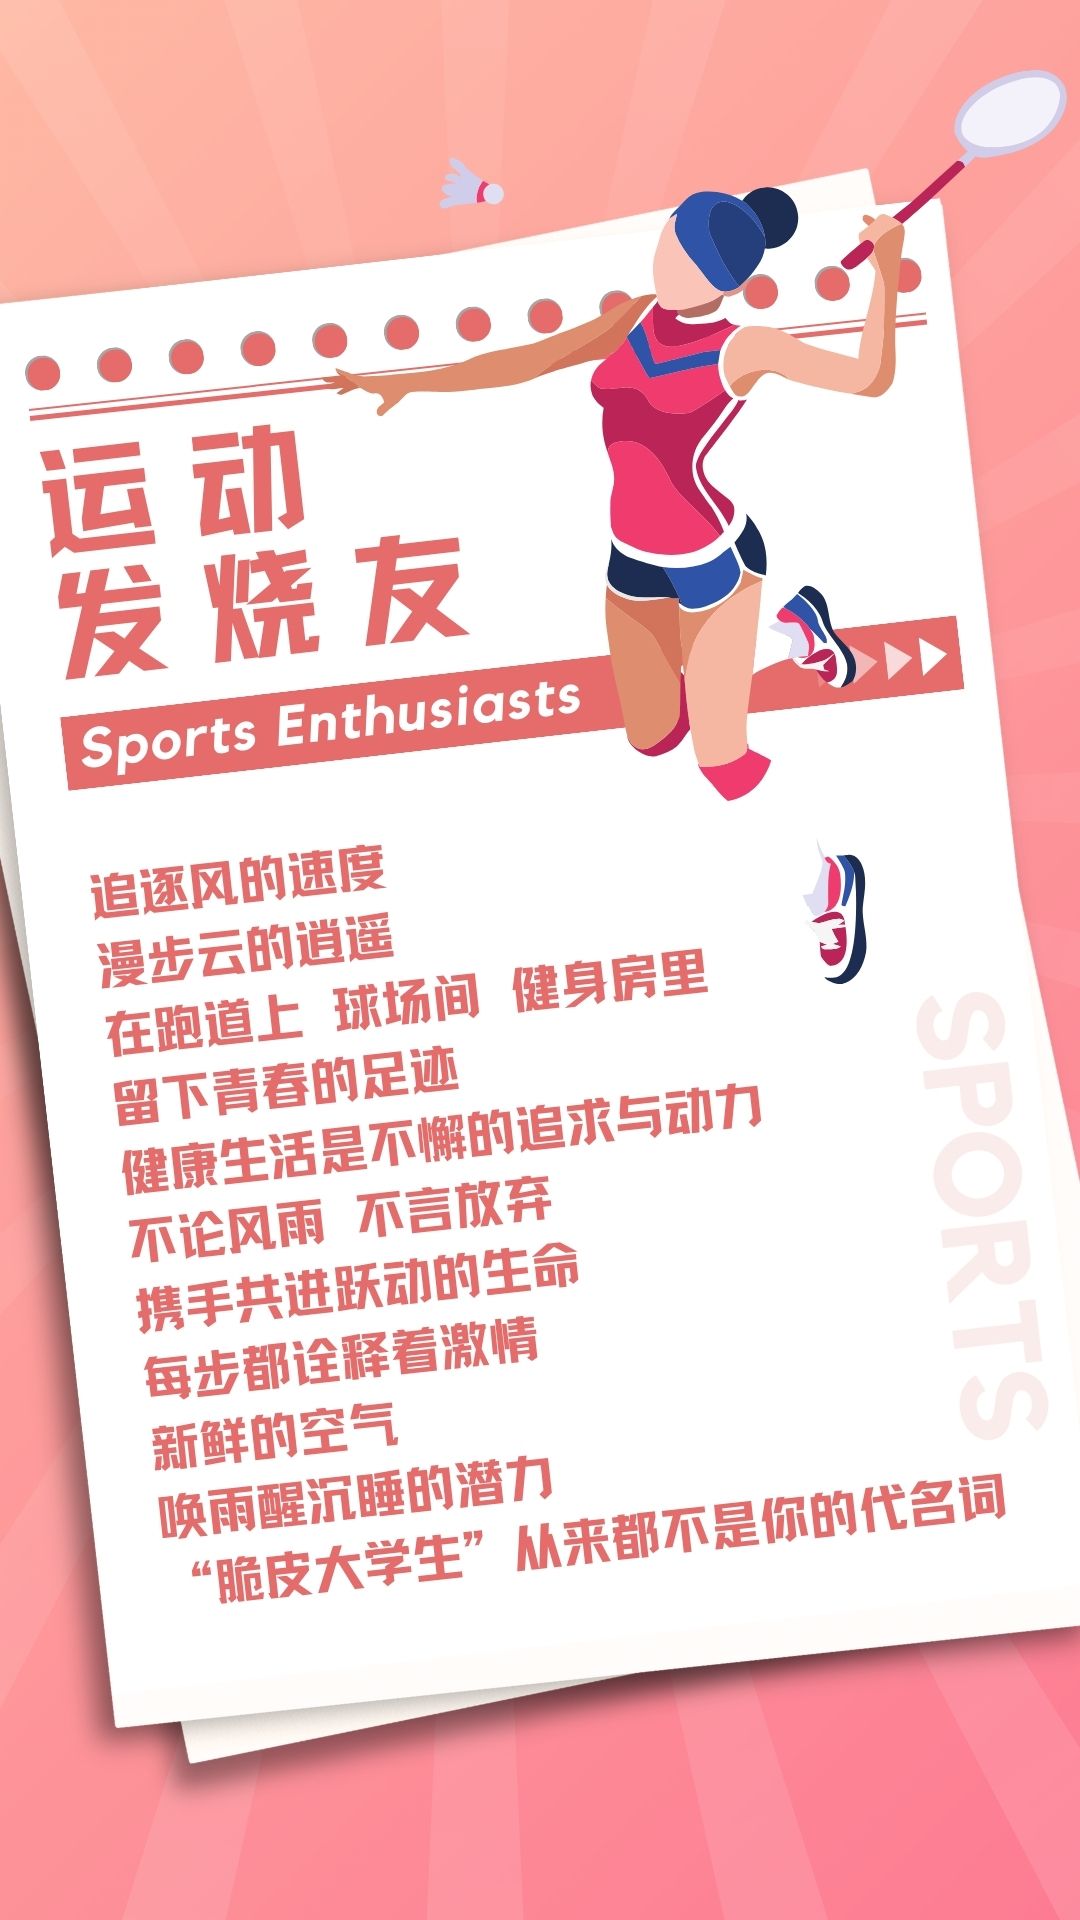 运动
发烧友
Sports Enthusiasts
追逐风的速度
漫步云的逍遥
在跑道上 球场间 健身房里
留下青春的足迹
健康生活是不懈的追求与动力
不论风雨 不言放弃
携手共进跃动的生命
每步都诠释着激情
新鲜的空气
唤雨醒沉睡的潜力
“脆皮大学生”从来都不是你的代名词
SPORTS